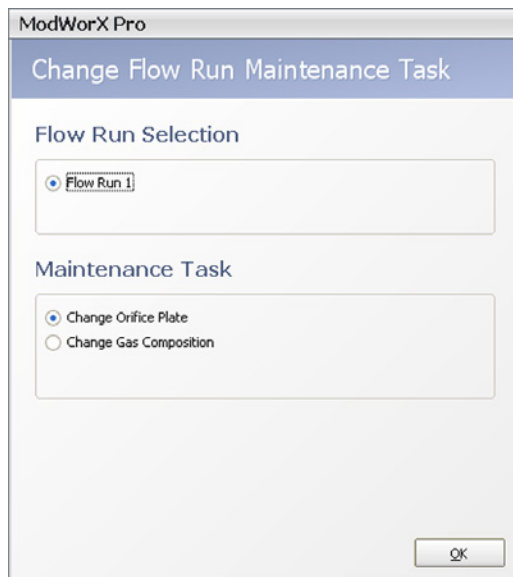 ModWorX Pro
Change Flow Run Maintenance Task
Flow Run Selection
Flow Run 1
Maintenance Task
Change Orifice Plate
Change Gas Composition
OK